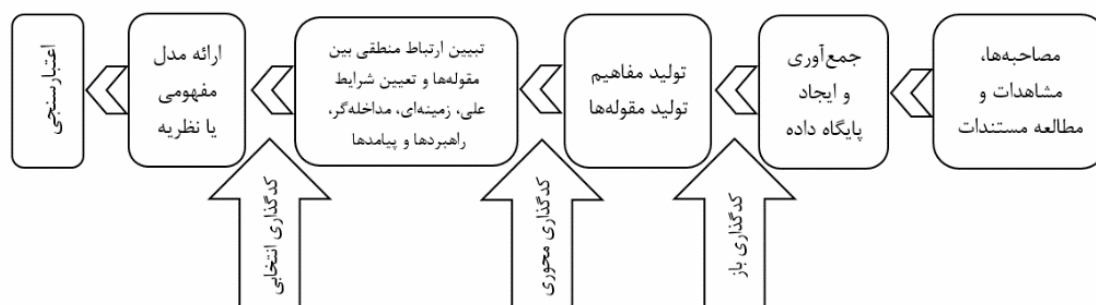 مصاحبه‌ها،
مشاهدات و
مطالعه مستندات
جمع‌آوری
و ایجاد
پایگاه داده
تولید مفاهیم
تولید مقوله‌ها
تبیین ارتباط منطقی بین
مقوله‌ها و تعیین شرایط
علی، زمینه‌ای، مداخله‌گر،
راهبردها و پیامدها
ارائه مدل
مفهومی
یا نظریه
اعتبارسنجی
کدگذاری باز
کدگذاری محوری
کدگذاری انتخابی